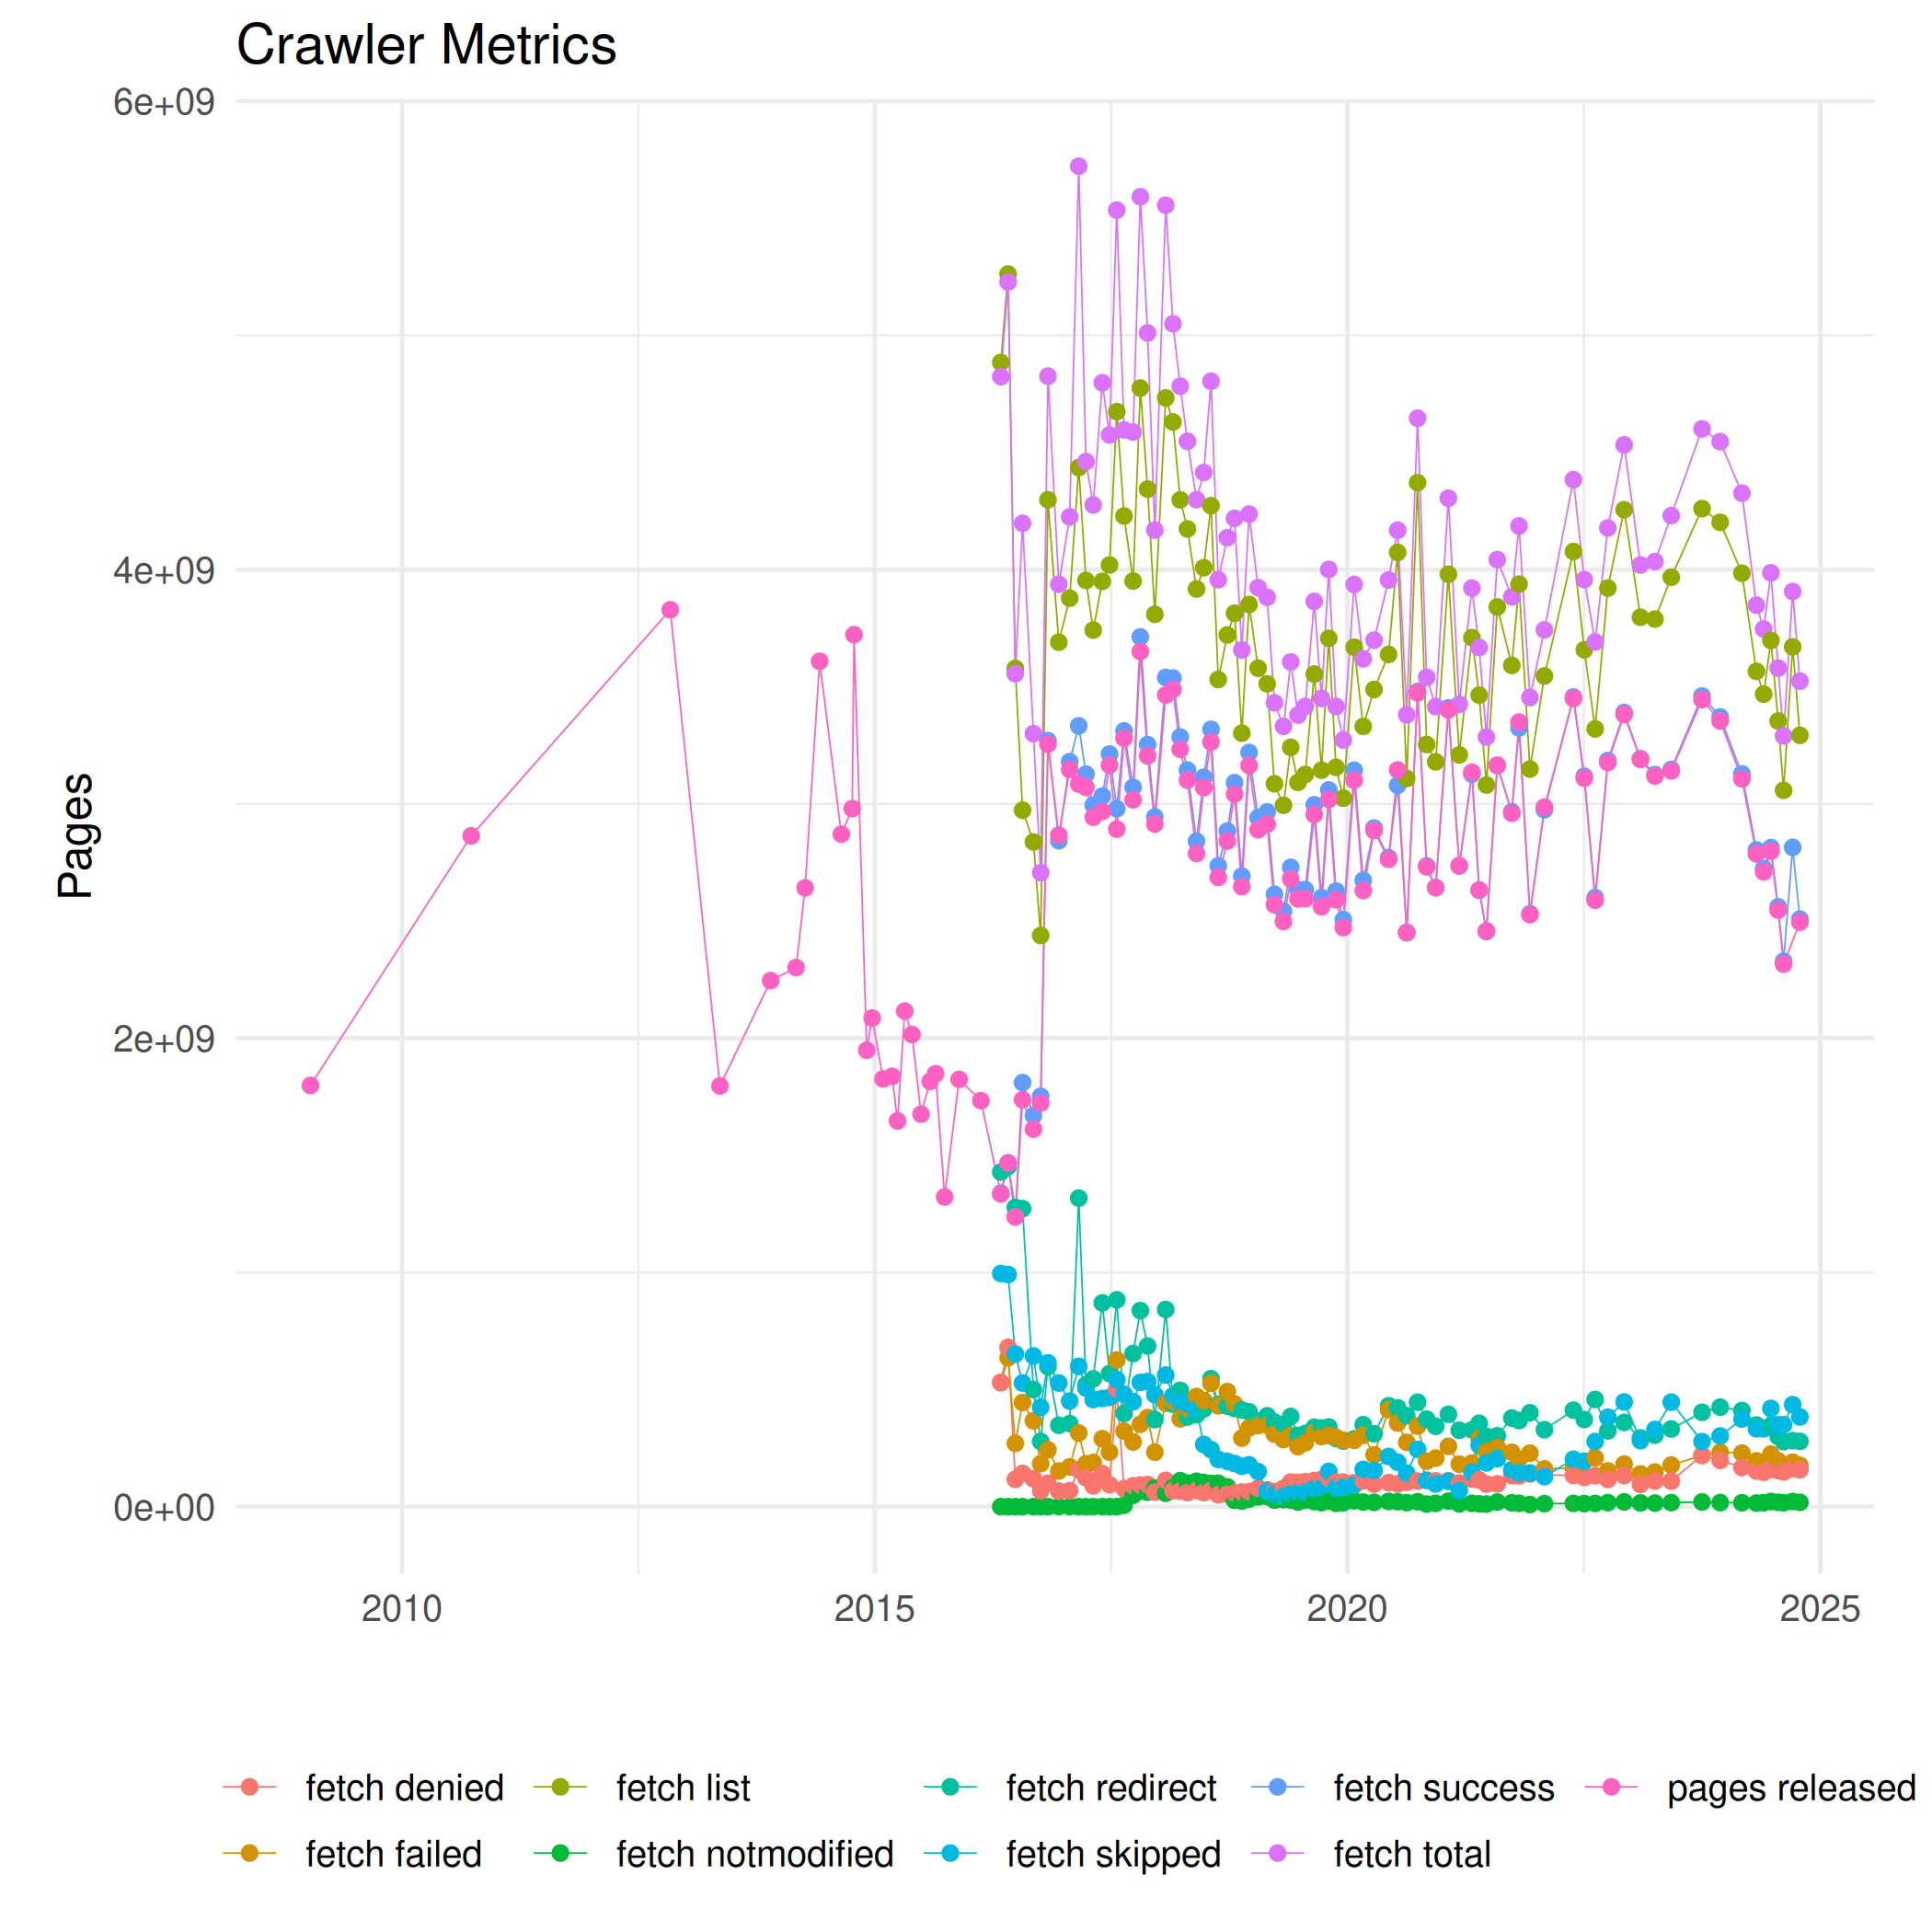 Crawler Metrics
6e+09
4e+09
2e+09
0e+00
Pages
2010 2015 2020 2025
fetch denied fetch list fetch redirect fetch success pages released
fetch failed fetch notmodified fetch skipped fetch total